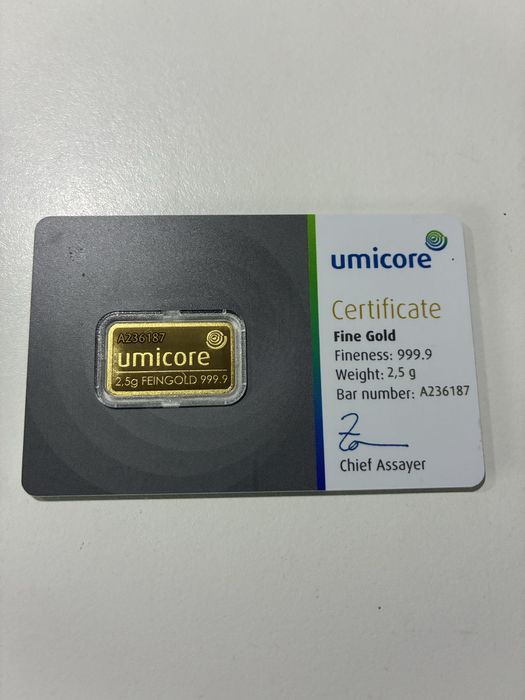 A236187
umicore
2,5g FEINGOLD 999.9
umicore
Certificate
Fine Gold
Fineness: 999.9
Weight: 2,5 g
Bar number: A236187
Chief Assayer